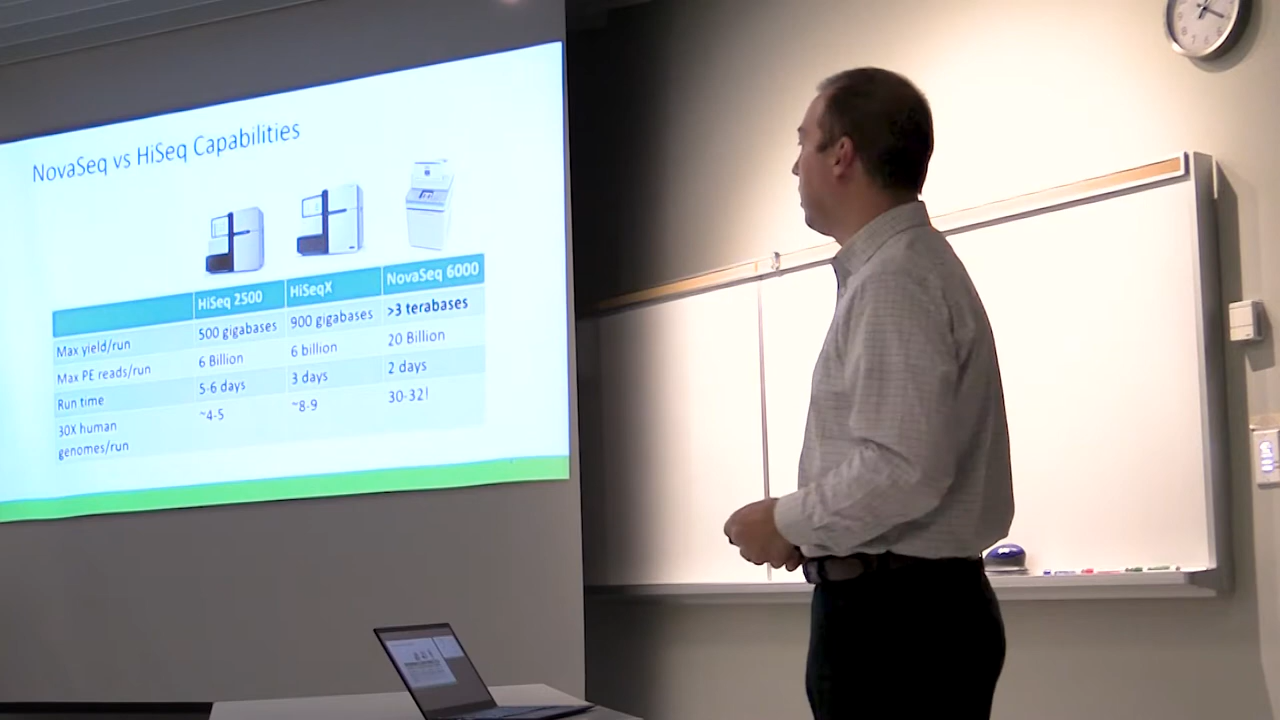 NovaSeq vs HiSeq Capabilities
HiSeq 2500 HiSeqX NovaSeq 6000
Max yield/run 500 gigabases 900 gigabases >3 terabases
Max PE reads/run 6 Billion 6 billion 20 Billion
Run time 5-6 days 3 days 2 days
30X human ~4-5 ~8-9 30-32!
genomes/run